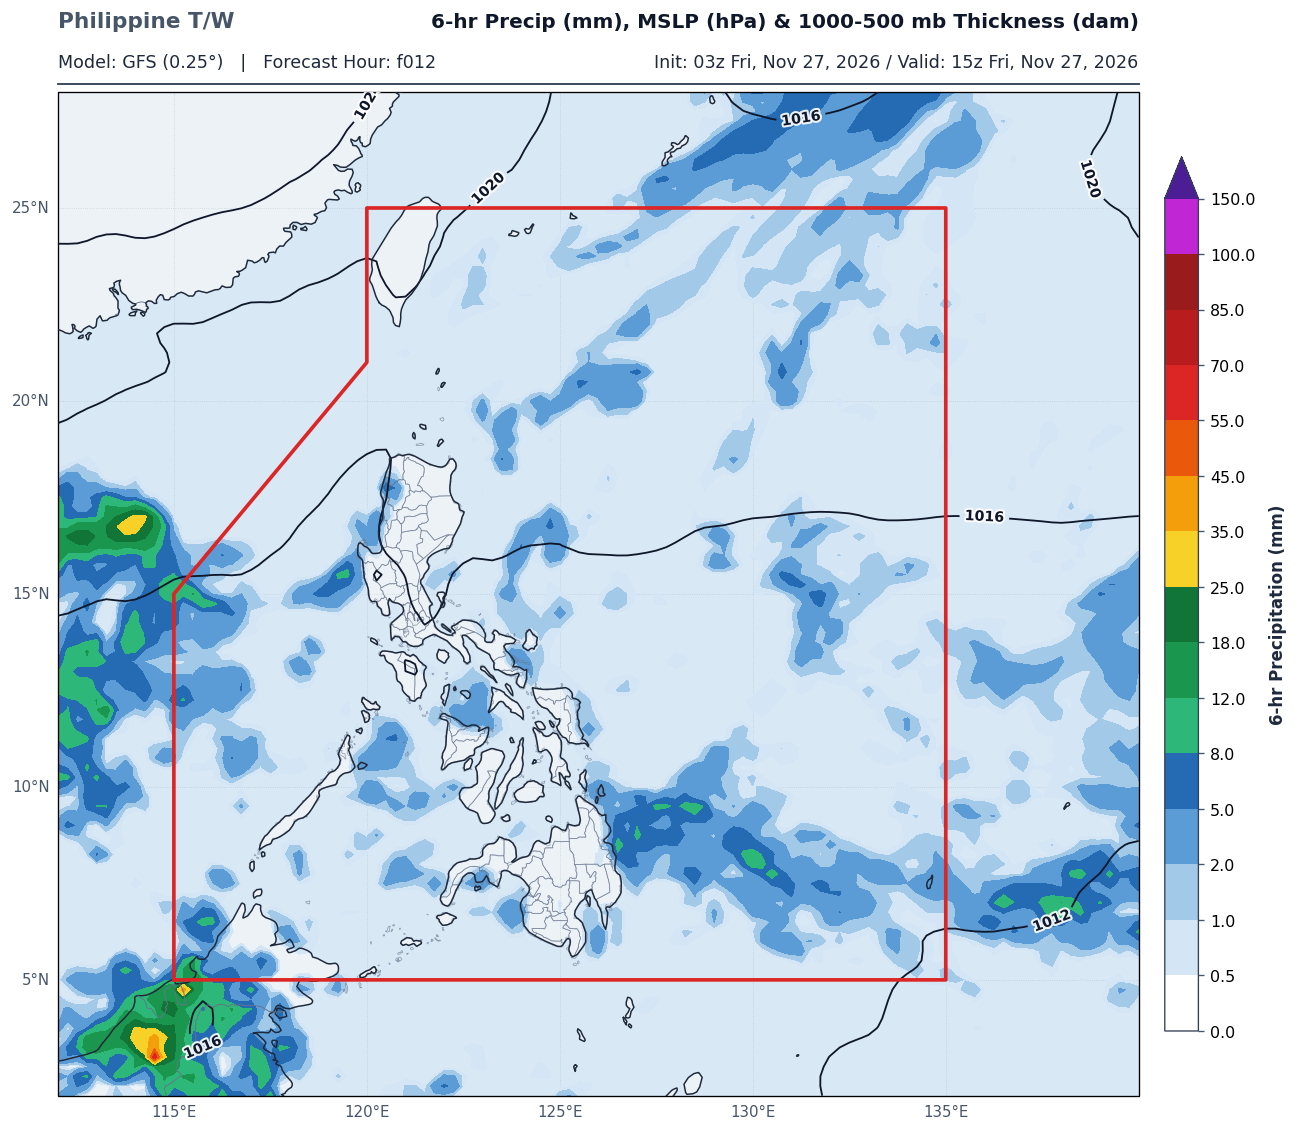 Philippine T/W
6-hr Precip (mm), MSLP (hPa) & 1000-500 mb Thickness (dam)
Model: GFS (0.25°) | Forecast Hour: f012
Init: 03z Fri, Nov 27, 2026 / Valid: 15z Fri, Nov 27, 2026
102
1016
1020
1020
1016
1012
1016
25°N
20°N
15°N
10°N
5°N
115°E
120°E
125°E
130°E
135°E
150.0
100.0
85.0
70.0
55.0
45.0
35.0
25.0
18.0
12.0
8.0
5.0
2.0
1.0
0.5
0.0
6-hr Precipitation (mm)